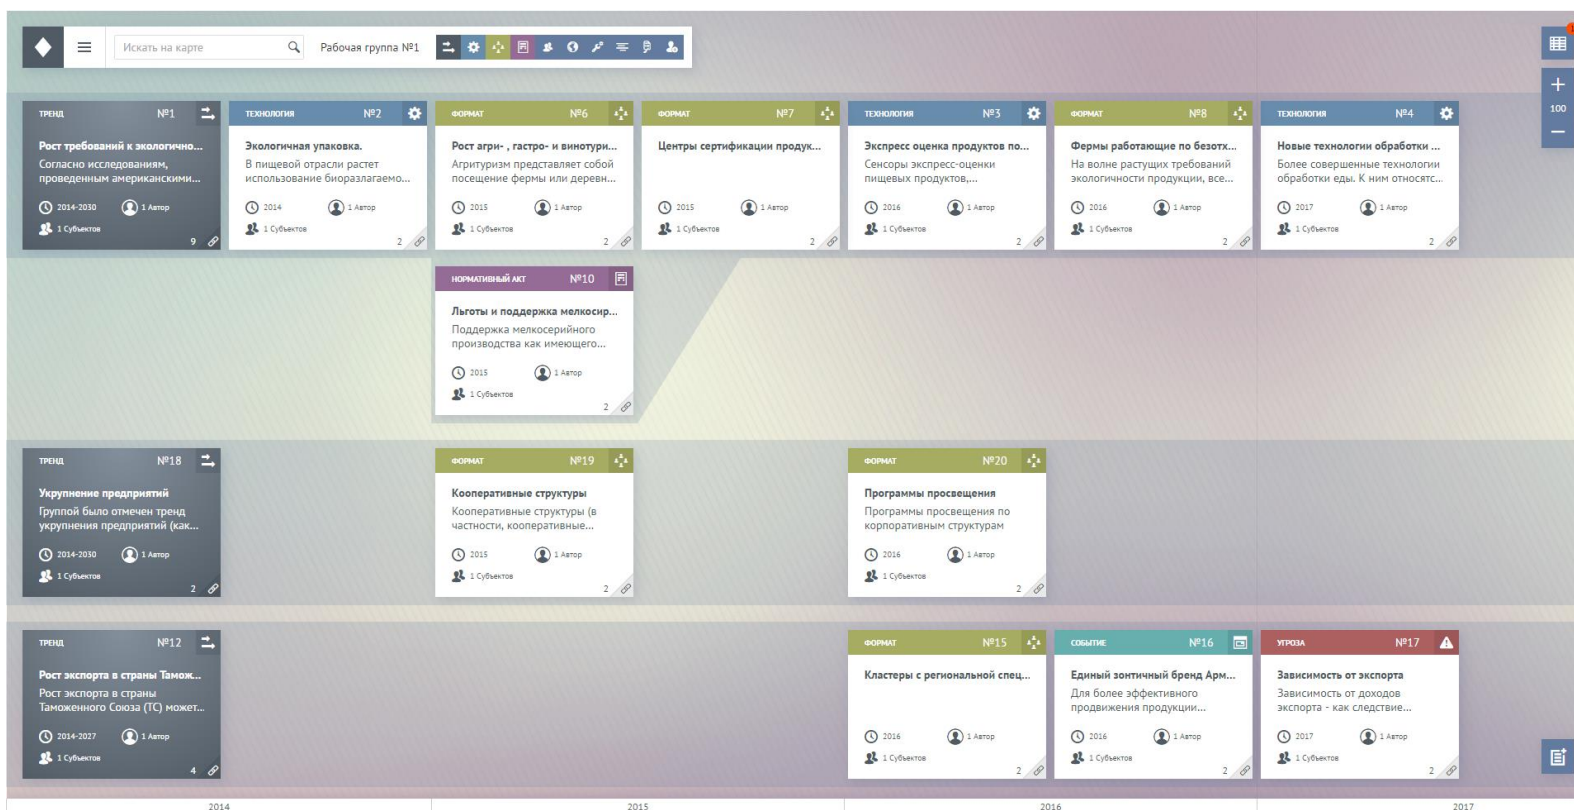 Искать на карте
Рабочая группа №1
100
ТРЕНД №1
Рост требований к экологично...
Согласно исследованиям,
проведенным американскими...
2014-2030 1 Автор
1 Субъектов
9
ТЕХНОЛОГИЯ №2
Экологичная упаковка.
В пищевой отрасли растет
использование биоразлагаемо...
2014 1 Автор
1 Субъектов
2
ФОРМАТ №6
Рост агри- , гастро- и винотури...
Агритуризм представляет собой
посещение фермы или деревн...
2015 1 Автор
1 Субъектов
2
ФОРМАТ №7
Центры сертификации продук...
2015 1 Автор
1 Субъектов
2
ТЕХНОЛОГИЯ №3
Экспресс оценка продуктов по...
Сенсоры экспресс-оценки
пищевых продуктов,...
2016 1 Автор
1 Субъектов
2
ФОРМАТ №8
Фермы работающие по безотх...
На волне растущих требований
экологичности продукции, все...
2016 1 Автор
1 Субъектов
2
ТЕХНОЛОГИЯ №4
Новые технологии обработки ...
Более совершенные технологии
обработки еды. К ним относятс...
2017 1 Автор
1 Субъектов
2
НОРМАТИВНЫЙ АКТ №10
Льготы и поддержка мелкосир...
Поддержка мелкосерийного
производства как имеющего...
2015 1 Автор
1 Субъектов
2
ТРЕНД №18
Укрупнение предприятий
Группой было отмечен тренд
укрупнения предприятий (как...
2014-2030 1 Автор
1 Субъектов
2
ФОРМАТ №19
Кооперативные структуры
Кооперативные структуры (в
частности, кооперативные...
2015 1 Автор
1 Субъектов
2
ФОРМАТ №20
Программы просвещения
Программы просвещения по
корпоративным структурам
2016 1 Автор
1 Субъектов
2
ТРЕНД №12
Рост экспорта в страны Тамож...
Рост экспорта в страны
Таможенного Союза (ТС) может...
2014-2027 1 Автор
1 Субъектов
4
ФОРМАТ №15
Кластеры с региональной спец...
2016 1 Автор
1 Субъектов
2
СОБЫТИЕ №16
Единый зонтичный бренд Арм...
Для более эффективного
продвижения продукции...
2016 1 Автор
1 Субъектов
2
УГРОЗА №17
Зависимость от экспорта
Зависимость от доходов
экспорта - как следствие...
2017 1 Автор
1 Субъектов
2
2014 2015 2016 2017